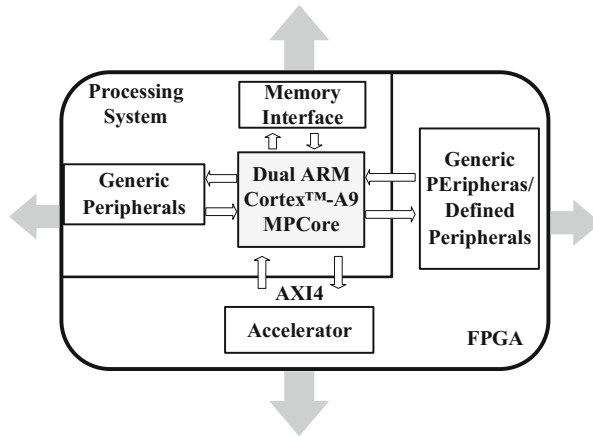 Processing
System
Memory
Interface
Generic
Peripherals
Dual ARM
Cortex™-A9
MPCore
Generic
PEripheras/
Defined
Peripherals
AXI4
Accelerator
FPGA